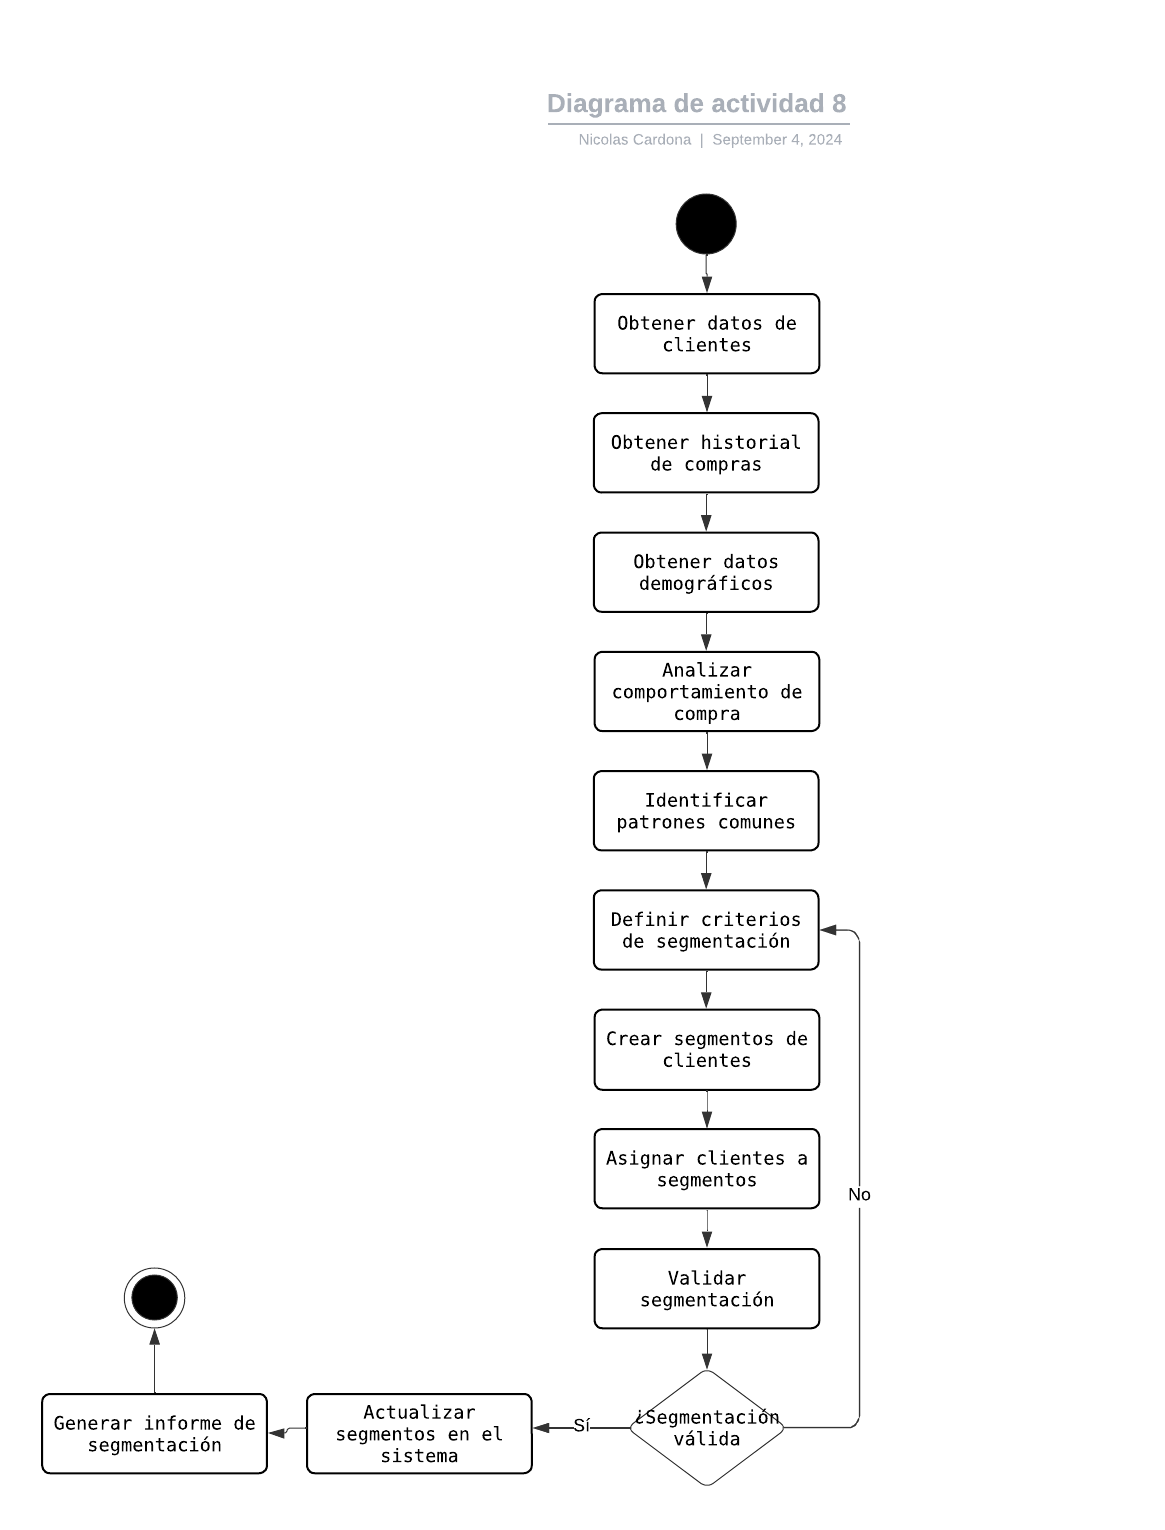 Diagrama de actividad 8
Nicolas Cardona | September 4, 2024
Obtener datos de
clientes
Obtener historial
de compras
Obtener datos
demográficos
Analizar
comportamiento de
compra
Identificar
patrones comunes
Definir criterios
de segmentación
Crear segmentos de
clientes
Asignar clientes a
segmentos
No
Validar
segmentación
¿Segmentación
válida
Sí
Actualizar
segmentos en el
sistema
Generar informe de
segmentación